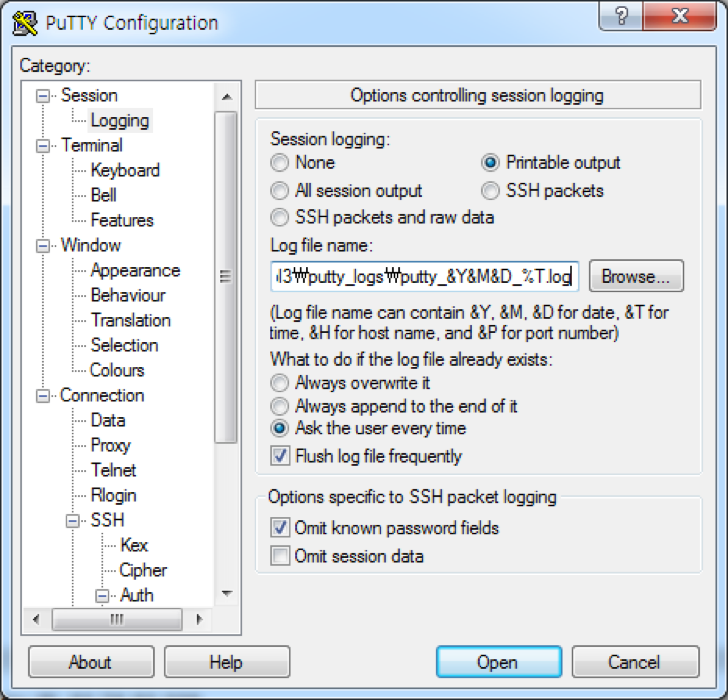 PuTTY Configuration
Category:
Session
Logging
Terminal
Keyboard
Bell
Features
Window
Appearance
Behaviour
Translation
Selection
Colours
Connection
Data
Proxy
Telnet
Rlogin
SSH
Kex
Cipher
Auth
Options controlling session logging
Session logging:
None
Printable output
All session output
SSH packets
SSH packets and raw data
Log file name:
l3₩putty_logs₩putty_&Y&M&D_%T.log
Browse...
(Log file name can contain &Y, &M, &D for date, &T for
time, &H for host name, and &P for port number)
What to do if the log file already exists:
Always overwrite it
Always append to the end of it
Ask the user every time
Flush log file frequently
Options specific to SSH packet logging
Omit known password fields
Omit session data
About
Help
Open
Cancel